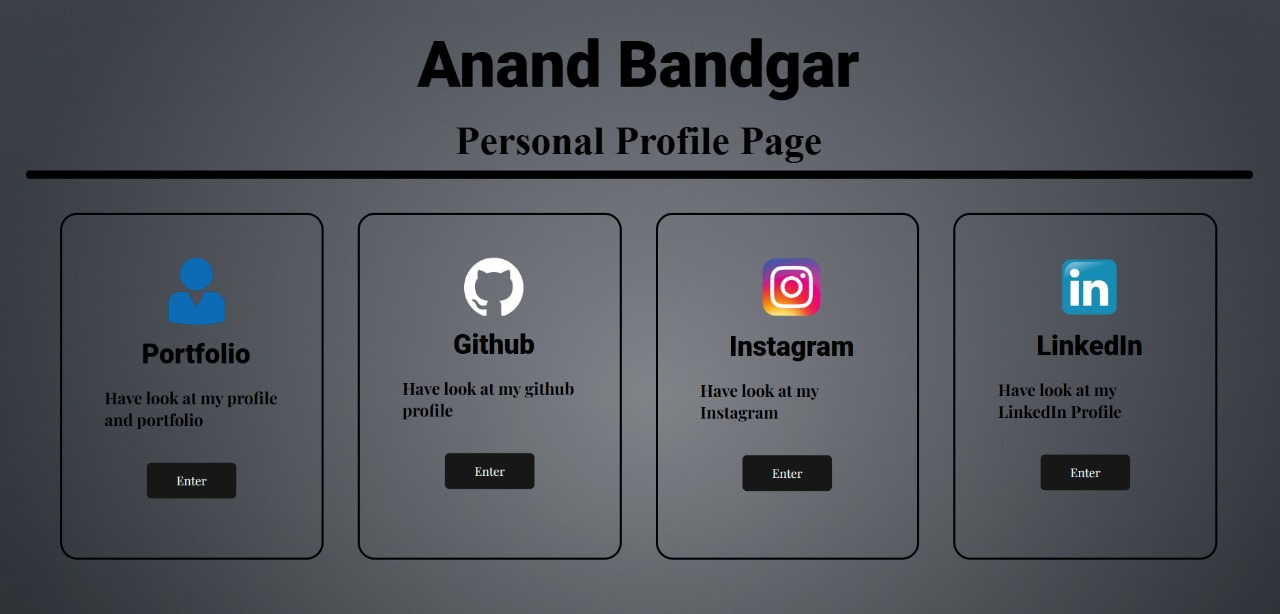 Anand Bandgar
Personal Profile Page
Portfolio
Have look at my profile
and portfolio
Enter
Github
Have look at my github
profile
Enter
Instagram
Have look at my
Instagram
Enter
in
LinkedIn
Have look at my
LinkedIn Profile
Enter